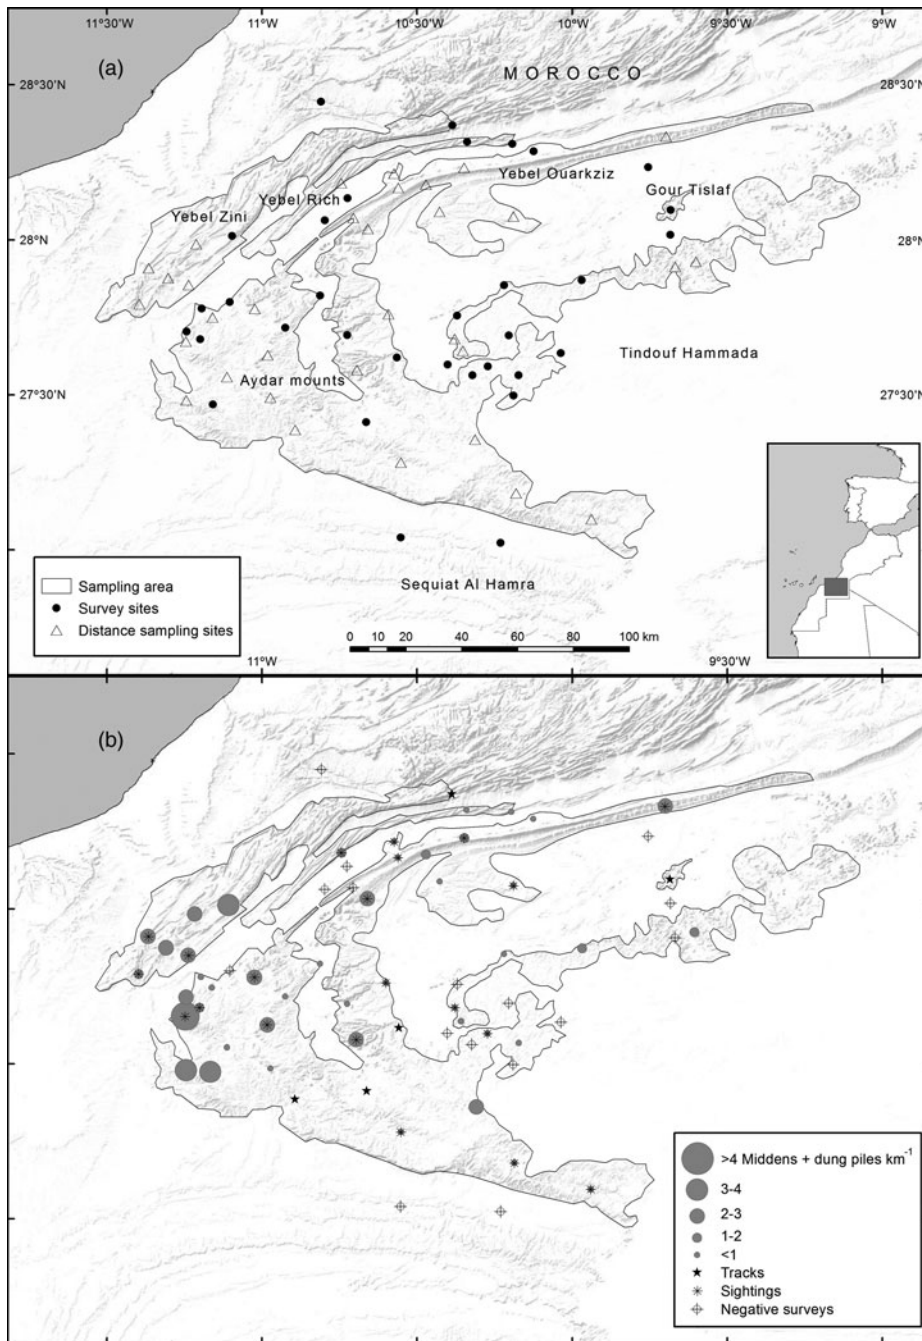 11°W
10°30'W
10°W
9°30'W
9°W
(a)
MOROCCO
28°30'N
28°30'N
Yebel Ouarkziz
Gour Tislaf
Yebel Rich
Yebel Zini
28°N
28°N
Tindouf Hammada
Aydar mounts
27°30'N
27°30'N
Sampling area
Survey sites
Distance sampling sites
Sequiat Al Hamra
0 10 20 40 60 80 100 km
11°W
9°30'W
(b)
>4 Middens + dung piles km-1
3-4
2-3
1-2
<1
Tracks
Sightings
Negative surveys